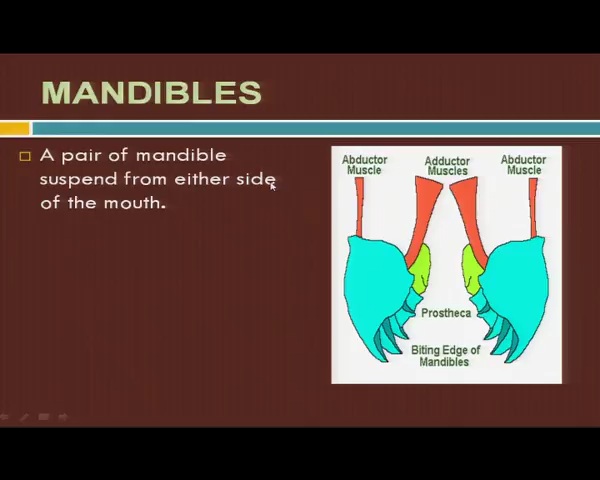 MANDIBLES
A pair of mandible
suspend from either side
of the mouth.
Abductor
Muscle
Adductor
Muscles
Abductor
Muscle
Prostheca
Biting Edge of
Mandibles